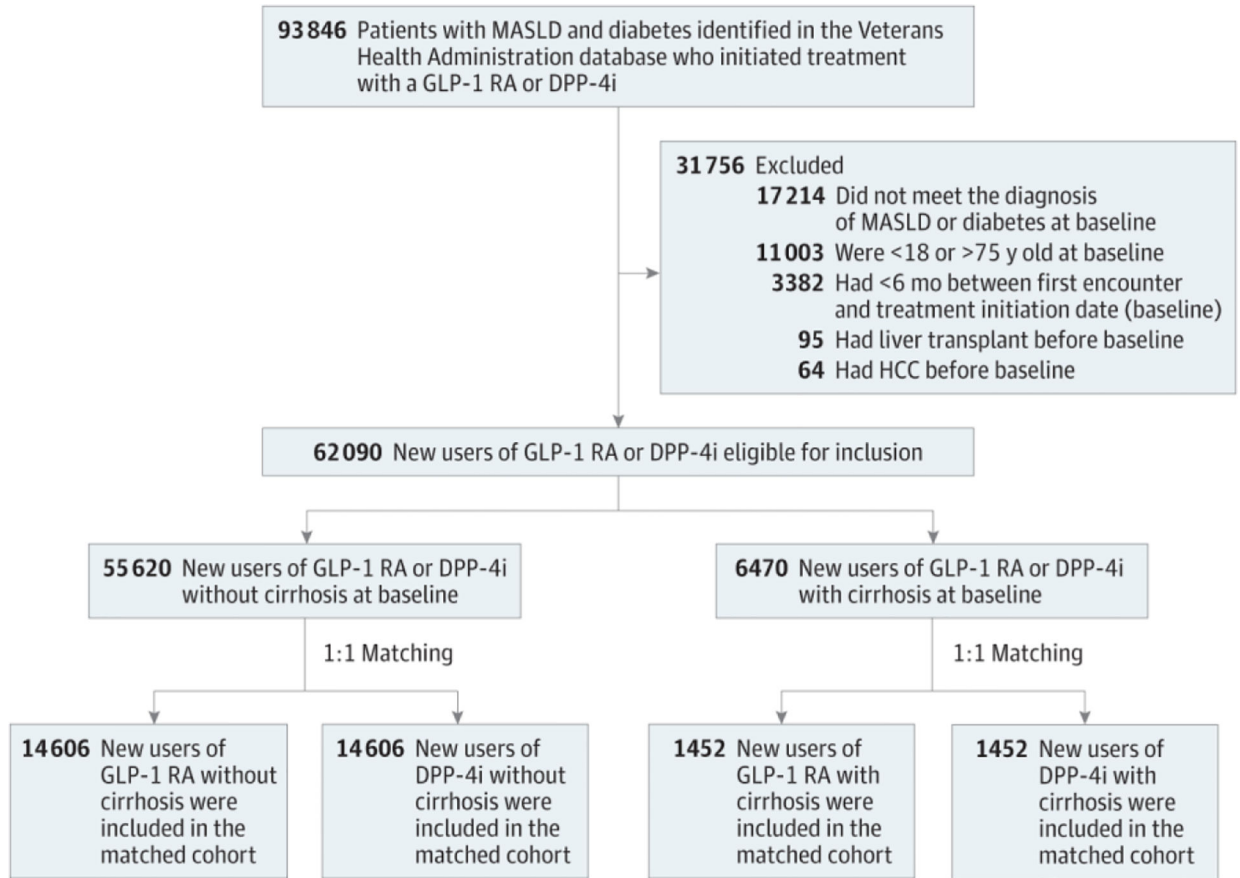 93 846 Patients with MASLD and diabetes identified in the Veterans
Health Administration database who initiated treatment
with a GLP-1 RA or DPP-4i
31 756 Excluded
17 214 Did not meet the diagnosis
of MASLD or diabetes at baseline
11 003 Were <18 or >75 y old at baseline
3382 Had <6 mo between first encounter
and treatment initiation date (baseline)
95 Had liver transplant before baseline
64 Had HCC before baseline
62 090 New users of GLP-1 RA or DPP-4i eligible for inclusion
55 620 New users of GLP-1 RA or DPP-4i
without cirrhosis at baseline
6470 New users of GLP-1 RA or DPP-4i
with cirrhosis at baseline
1:1 Matching
1:1 Matching
14 606 New users of
GLP-1 RA without
cirrhosis were
included in the
matched cohort
14 606 New users of
DPP-4i without
cirrhosis were
included in the
matched cohort
1452 New users of
GLP-1 RA with
cirrhosis were
included in the
matched cohort
1452 New users of
DPP-4i with
cirrhosis were
included in the
matched cohort